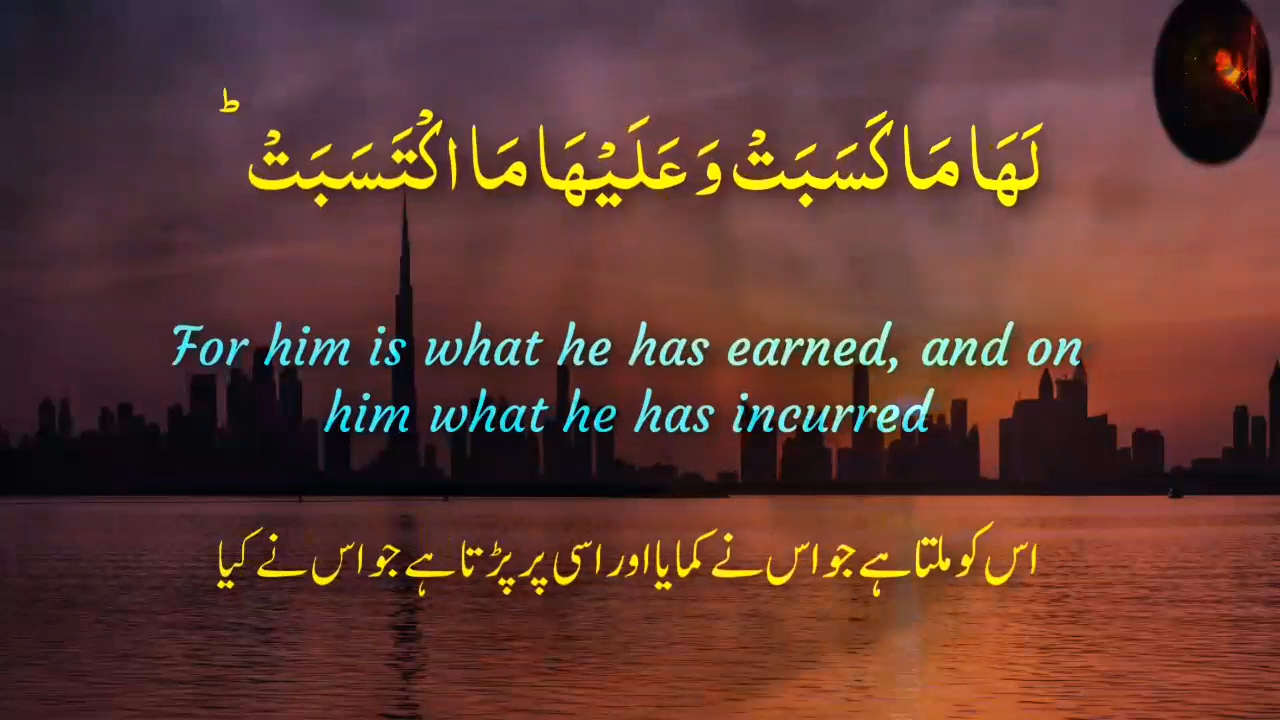 لَهَا مَا كَسَبَتْ وَعَلَيْهَا مَا اكْتَسَبَتْ ؕ
For him is what he has earned, and on
him what he has incurred
اس کو ملتا ہے جو اس نے کمایا اور اسی پر پڑتا ہے جو اس نے کیا